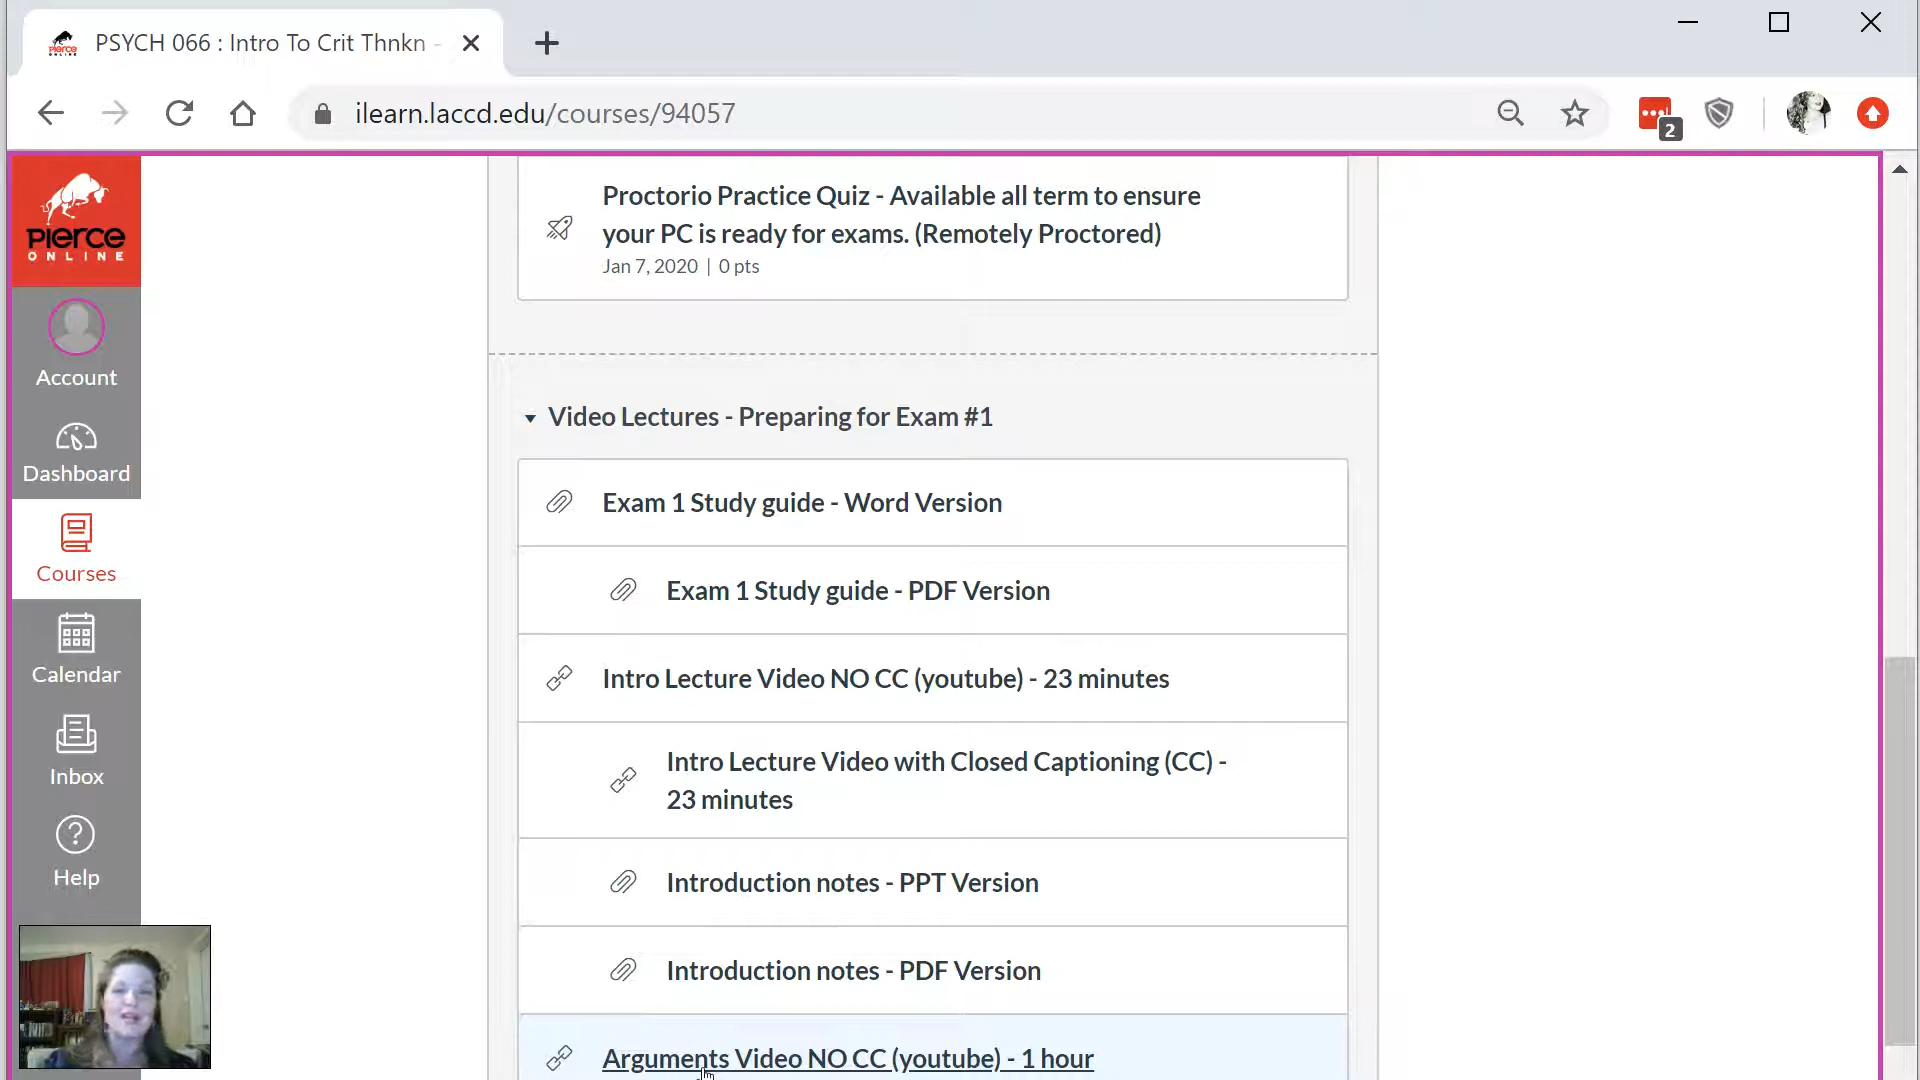 PSYCH 066 : Intro To Crit Thnkn -
ilearn.laccd.edu/courses/94057
2
PIERCE
ONLINE
Account
Dashboard
Courses
Calendar
Inbox
Help
Proctorio Practice Quiz - Available all term to ensure
your PC is ready for exams. (Remotely Proctored)
Jan 7, 2020 | 0 pts
Video Lectures - Preparing for Exam #1
Exam 1 Study guide - Word Version
Exam 1 Study guide - PDF Version
Intro Lecture Video NO CC (youtube) - 23 minutes
Intro Lecture Video with Closed Captioning (CC) -
23 minutes
Introduction notes - PPT Version
Introduction notes - PDF Version
Arguments Video NO CC (youtube) - 1 hour